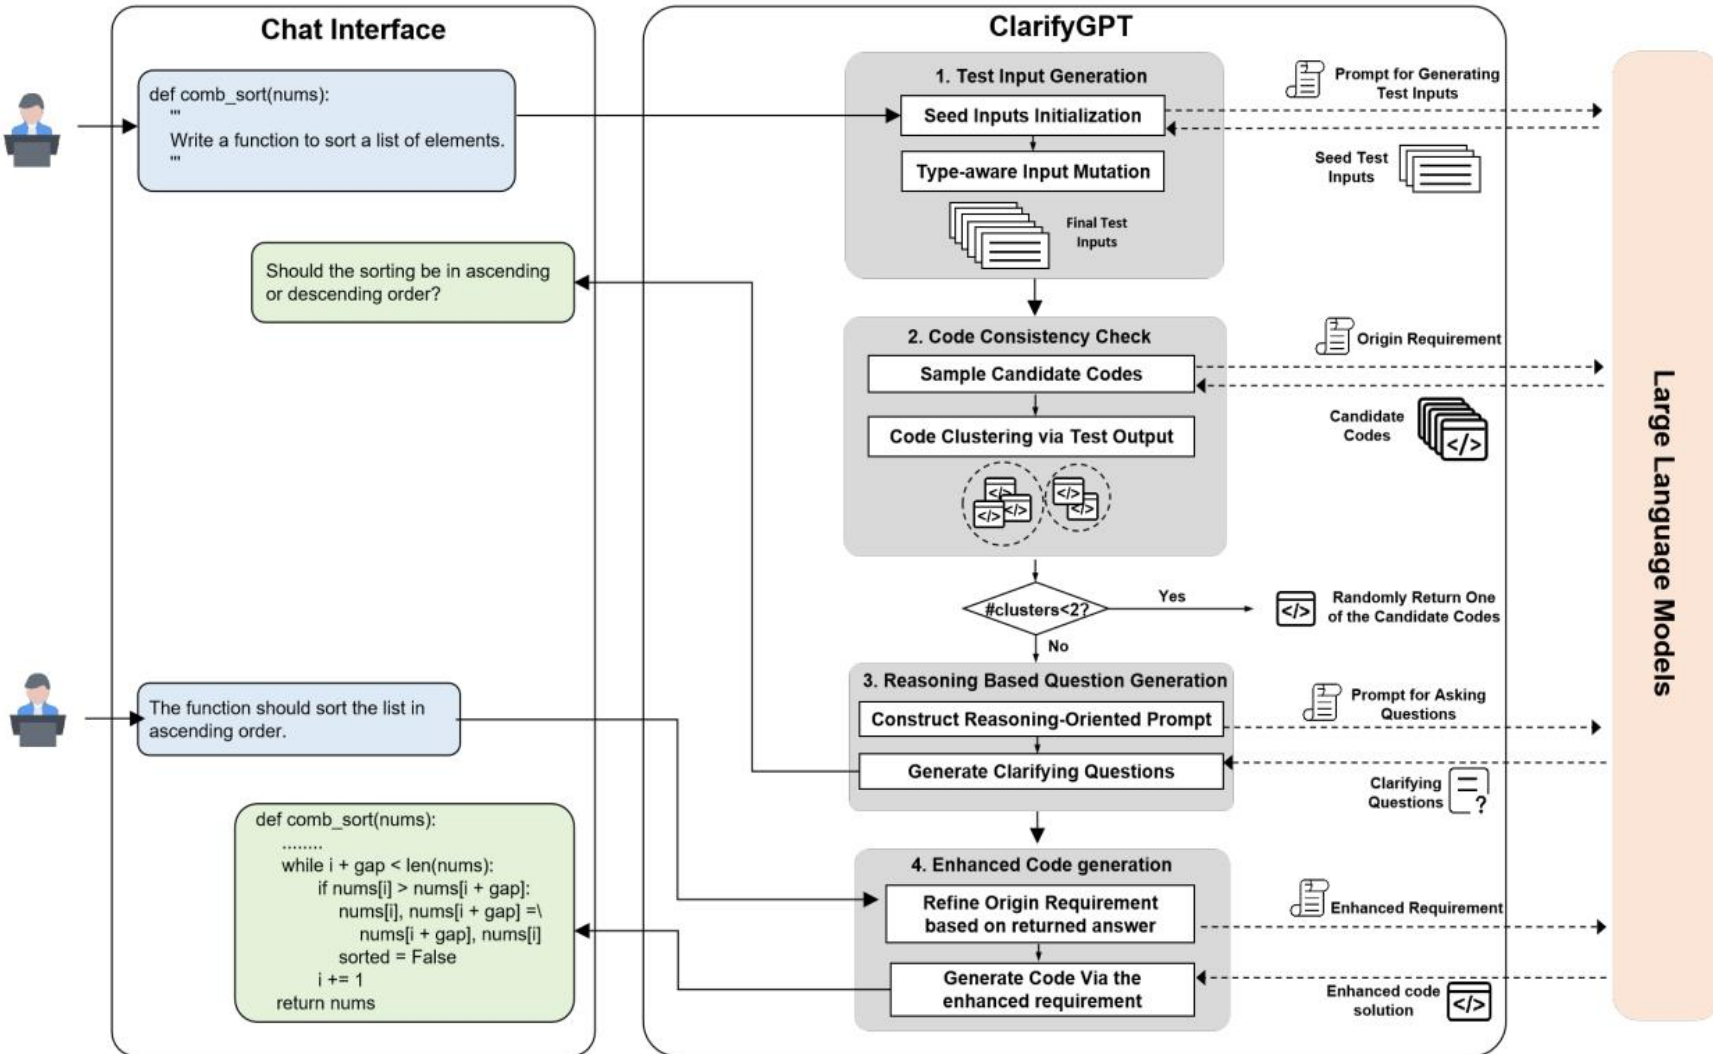 Chat Interface
def comb_sort(nums):
'''
Write a function to sort a list of elements.
'''
Should the sorting be in ascending
or descending order?
The function should sort the list in
ascending order.
def comb_sort(nums):
........
while i + gap < len(nums):
if nums[i] > nums[i + gap]:
nums[i], nums[i + gap] =\
nums[i + gap], nums[i]
sorted = False
i += 1
return nums
ClarifyGPT
1. Test Input Generation
Seed Inputs Initialization
Type-aware Input Mutation
Final Test
Inputs
Prompt for Generating
Test Inputs
Seed Test
Inputs
2. Code Consistency Check
Sample Candidate Codes
Code Clustering via Test Output
</>
</>
</>
</>
</>
Origin Requirement
Candidate
Codes
</>
#clusters<2?
Yes
</>
Randomly Return One
of the Candidate Codes
No
3. Reasoning Based Question Generation
Construct Reasoning-Oriented Prompt
Generate Clarifying Questions
Prompt for Asking
Questions
Clarifying
Questions
?
4. Enhanced Code generation
Refine Origin Requirement
based on returned answer
Generate Code Via the
enhanced requirement
Enhanced Requirement
Enhanced code
solution
</>
Large Language Models